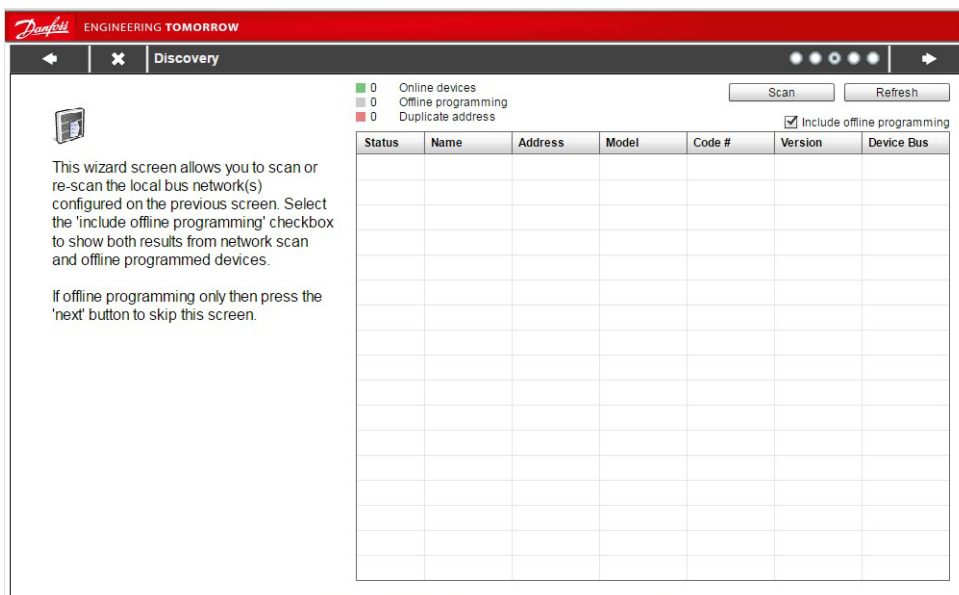 Danfoss ENGINEERING TOMORROW
Discovery
This wizard screen allows you to scan or
re-scan the local bus network(s)
configured on the previous screen. Select
the 'include offline programming' checkbox
to show both results from network scan
and offline programmed devices.
If offline programming only then press the
'next' button to skip this screen.
0 Online devices
0 Offline programming
0 Duplicate address
Scan Refresh
Include offline programming
Status Name Address Model Code # Version Device Bus